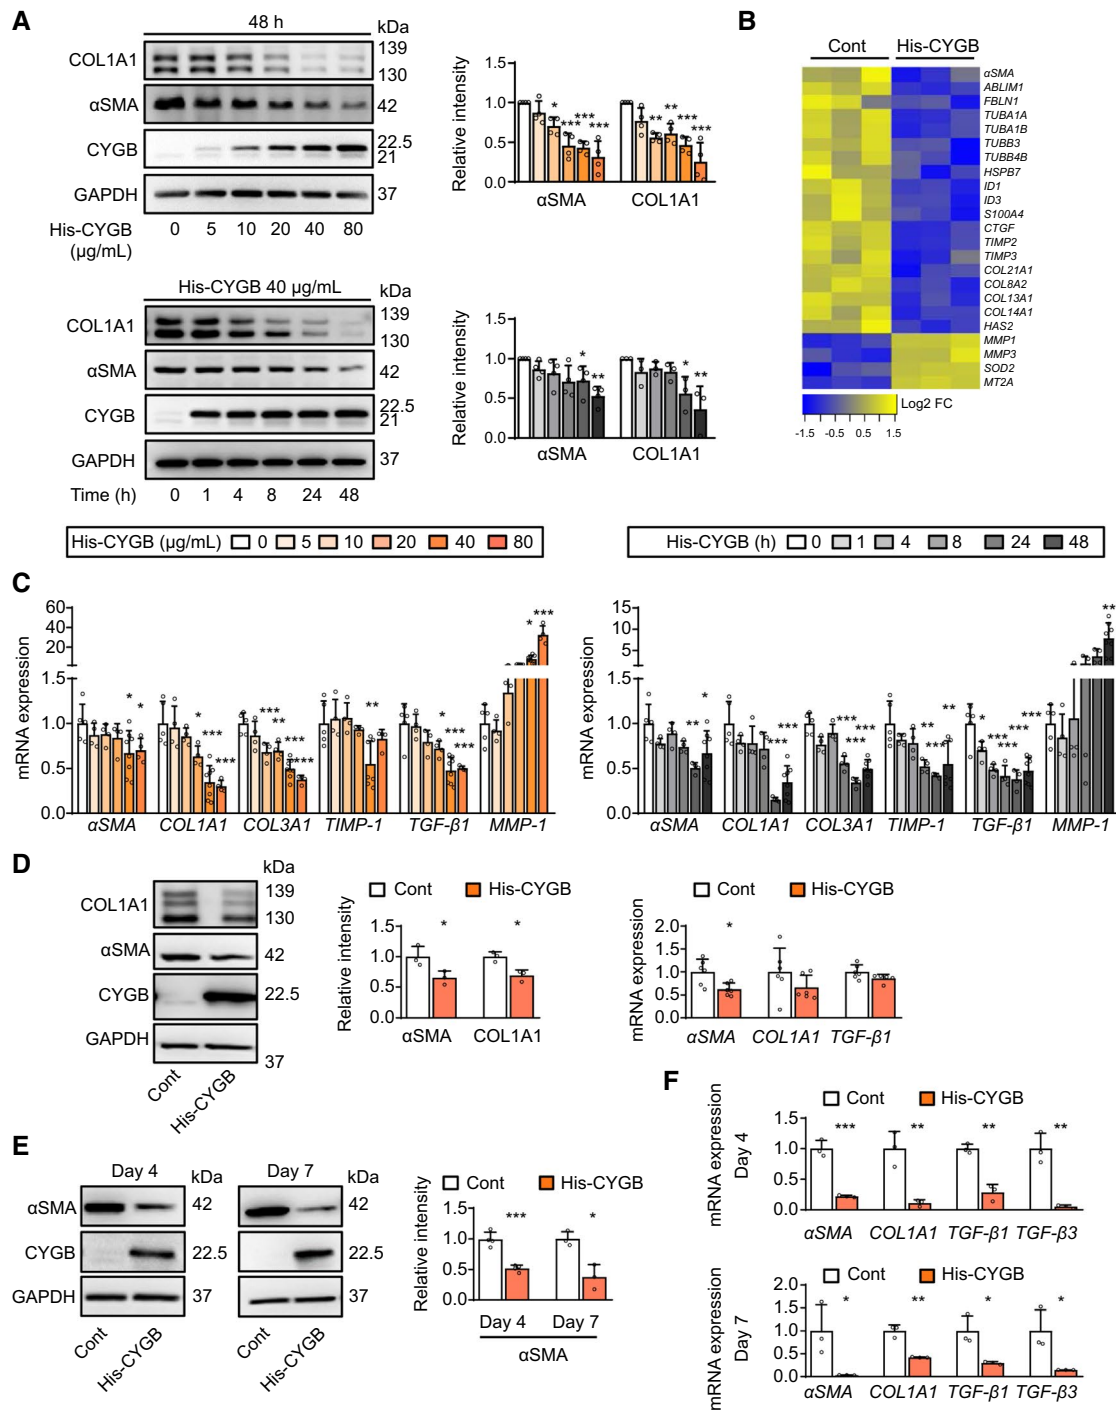 A
48 h
kDa
COL1A1
139
130
αSMA
42
CYGB
22.5
21
GAPDH
37
His-CYGB
(µg/mL)
0 5 10 20 40 80
Relative intensity
1.5
1.0
0.5
0.0
* *** *** *** ** ** *** ***
αSMA COL1A1
His-CYGB 40 µg/mL
kDa
COL1A1
139
130
αSMA
42
CYGB
22.5
21
GAPDH
37
Time (h) 0 1 4 8 24 48
Relative intensity
1.5
1.0
0.5
0.0
* ** * **
αSMA COL1A1
B
Cont His-CYGB
αSMA
ABLIM1
FBLN1
TUBA1A
TUBA1B
TUBB3
TUBB4B
HSPB7
ID1
ID3
S100A4
CTGF
TIMP2
TIMP3
COL21A1
COL8A2
COL13A1
COL14A1
HAS2
MMP1
MMP3
SOD2
MT2A
Log2 FC
-1.5 -0.5 0.5 1.5
His-CYGB (µg/mL) 0 5 10 20 40 80
His-CYGB (h) 0 1 4 8 24 48
C
mRNA expression
60
40
20
1.5
1.0
0.5
0.0
* * * *** *** *** ** *** *** ** * *** *** * ***
αSMA COL1A1 COL3A1 TIMP-1 TGF-β1 MMP-1
mRNA expression
15
10
5
1.5
1.0
0.5
0.0
** * *** *** *** *** *** ** *** ** * *** *** *** *** **
αSMA COL1A1 COL3A1 TIMP-1 TGF-β1 MMP-1
D
kDa
COL1A1
139
130
αSMA
42
CYGB
22.5
GAPDH
37
Cont
His-CYGB
Cont His-CYGB
Relative intensity
1.5
1.0
0.5
0.0
* *
αSMA COL1A1
Cont His-CYGB
mRNA expression
2.0
1.5
1.0
0.5
0.0
*
αSMA COL1A1 TGF-β1
E
Day 4
kDa
Day 7
kDa
αSMA
42
42
CYGB
22.5
22.5
GAPDH
37
37
Cont
His-CYGB
Cont
His-CYGB
Cont
His-CYGB
Relative intensity
1.5
1.0
0.5
0.0
*** *
Day 4 Day 7
αSMA
F
Cont His-CYGB
mRNA expression
Day 4
1.5
1.0
0.5
0.0
*** ** ** **
αSMA COL1A1 TGF-β1 TGF-β3
Cont His-CYGB
mRNA expression
Day 7
2.0
1.5
1.0
0.5
0.0
* ** * *
αSMA COL1A1 TGF-β1 TGF-β3